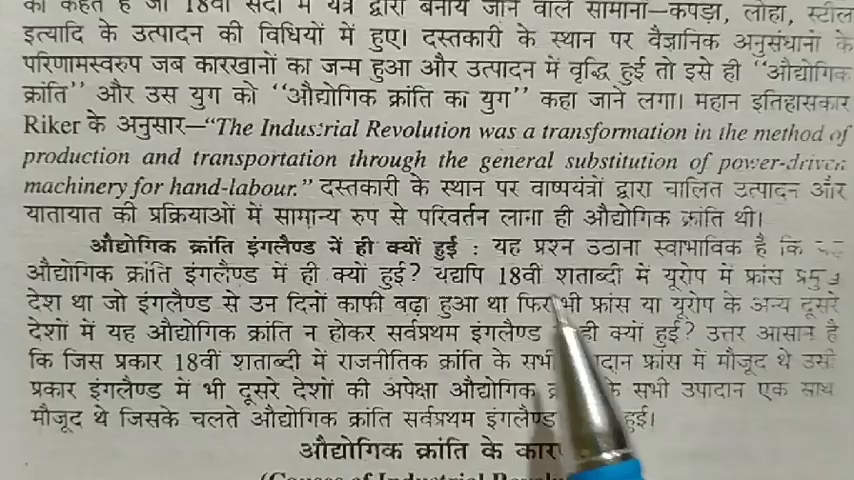 को कहते हैं जो 18वीं सदी में यंत्र द्वारा बनाये जाने वाले सामानों—कपड़ा, लोहा, स्टील
इत्यादि के उत्पादन की विधियों में हुए। दस्तकारी के स्थान पर वैज्ञानिक अनुसंधानों के
परिणामस्वरुप जब कारखानों का जन्म हुआ और उत्पादन में वृद्धि हुई तो इसे ही "औद्योगिक
क्रांति" और उस युग को "औद्योगिक क्रांति का युग" कहा जाने लगा। महान इतिहासकार
Riker के अनुसार—"The Industrial Revolution was a transformation in the method of
production and transportation through the general substitution of power-driven
machinery for hand-labour." दस्तकारी के स्थान पर वाष्पयंत्रों द्वारा चालित उत्पादन और
यातायात की प्रक्रियाओं में सामान्य रुप से परिवर्तन लाना ही औद्योगिक क्रांति थी।
औद्योगिक क्रांति इंगलैण्ड में ही क्यों हुई : यह प्रश्न उठाना स्वाभाविक है कि
औद्योगिक क्रांति इंगलैण्ड में ही क्यों हुई? यद्यपि 18वीं शताब्दी में यूरोप में फ्रांस प्रमुख
देश था जो इंगलैण्ड से उन दिनों काफी बढ़ा हुआ था फिर भी फ्रांस या यूरोप के अन्य दूसरे
देशों में यह औद्योगिक क्रांति न होकर सर्वप्रथम इंगलैण्ड ही क्यों हुई? उत्तर आसान है
कि जिस प्रकार 18वीं शताब्दी में राजनीतिक क्रांति के सभी फ्रांस में मौजूद थे उसी
प्रकार इंगलैण्ड में भी दूसरे देशों की अपेक्षा औद्योगिक के सभी उपादान एक साथ
मौजूद थे जिसके चलते औद्योगिक क्रांति सर्वप्रथम इंगलैण्ड हुई।
औद्योगिक क्रांति के
(Causes of Industrial